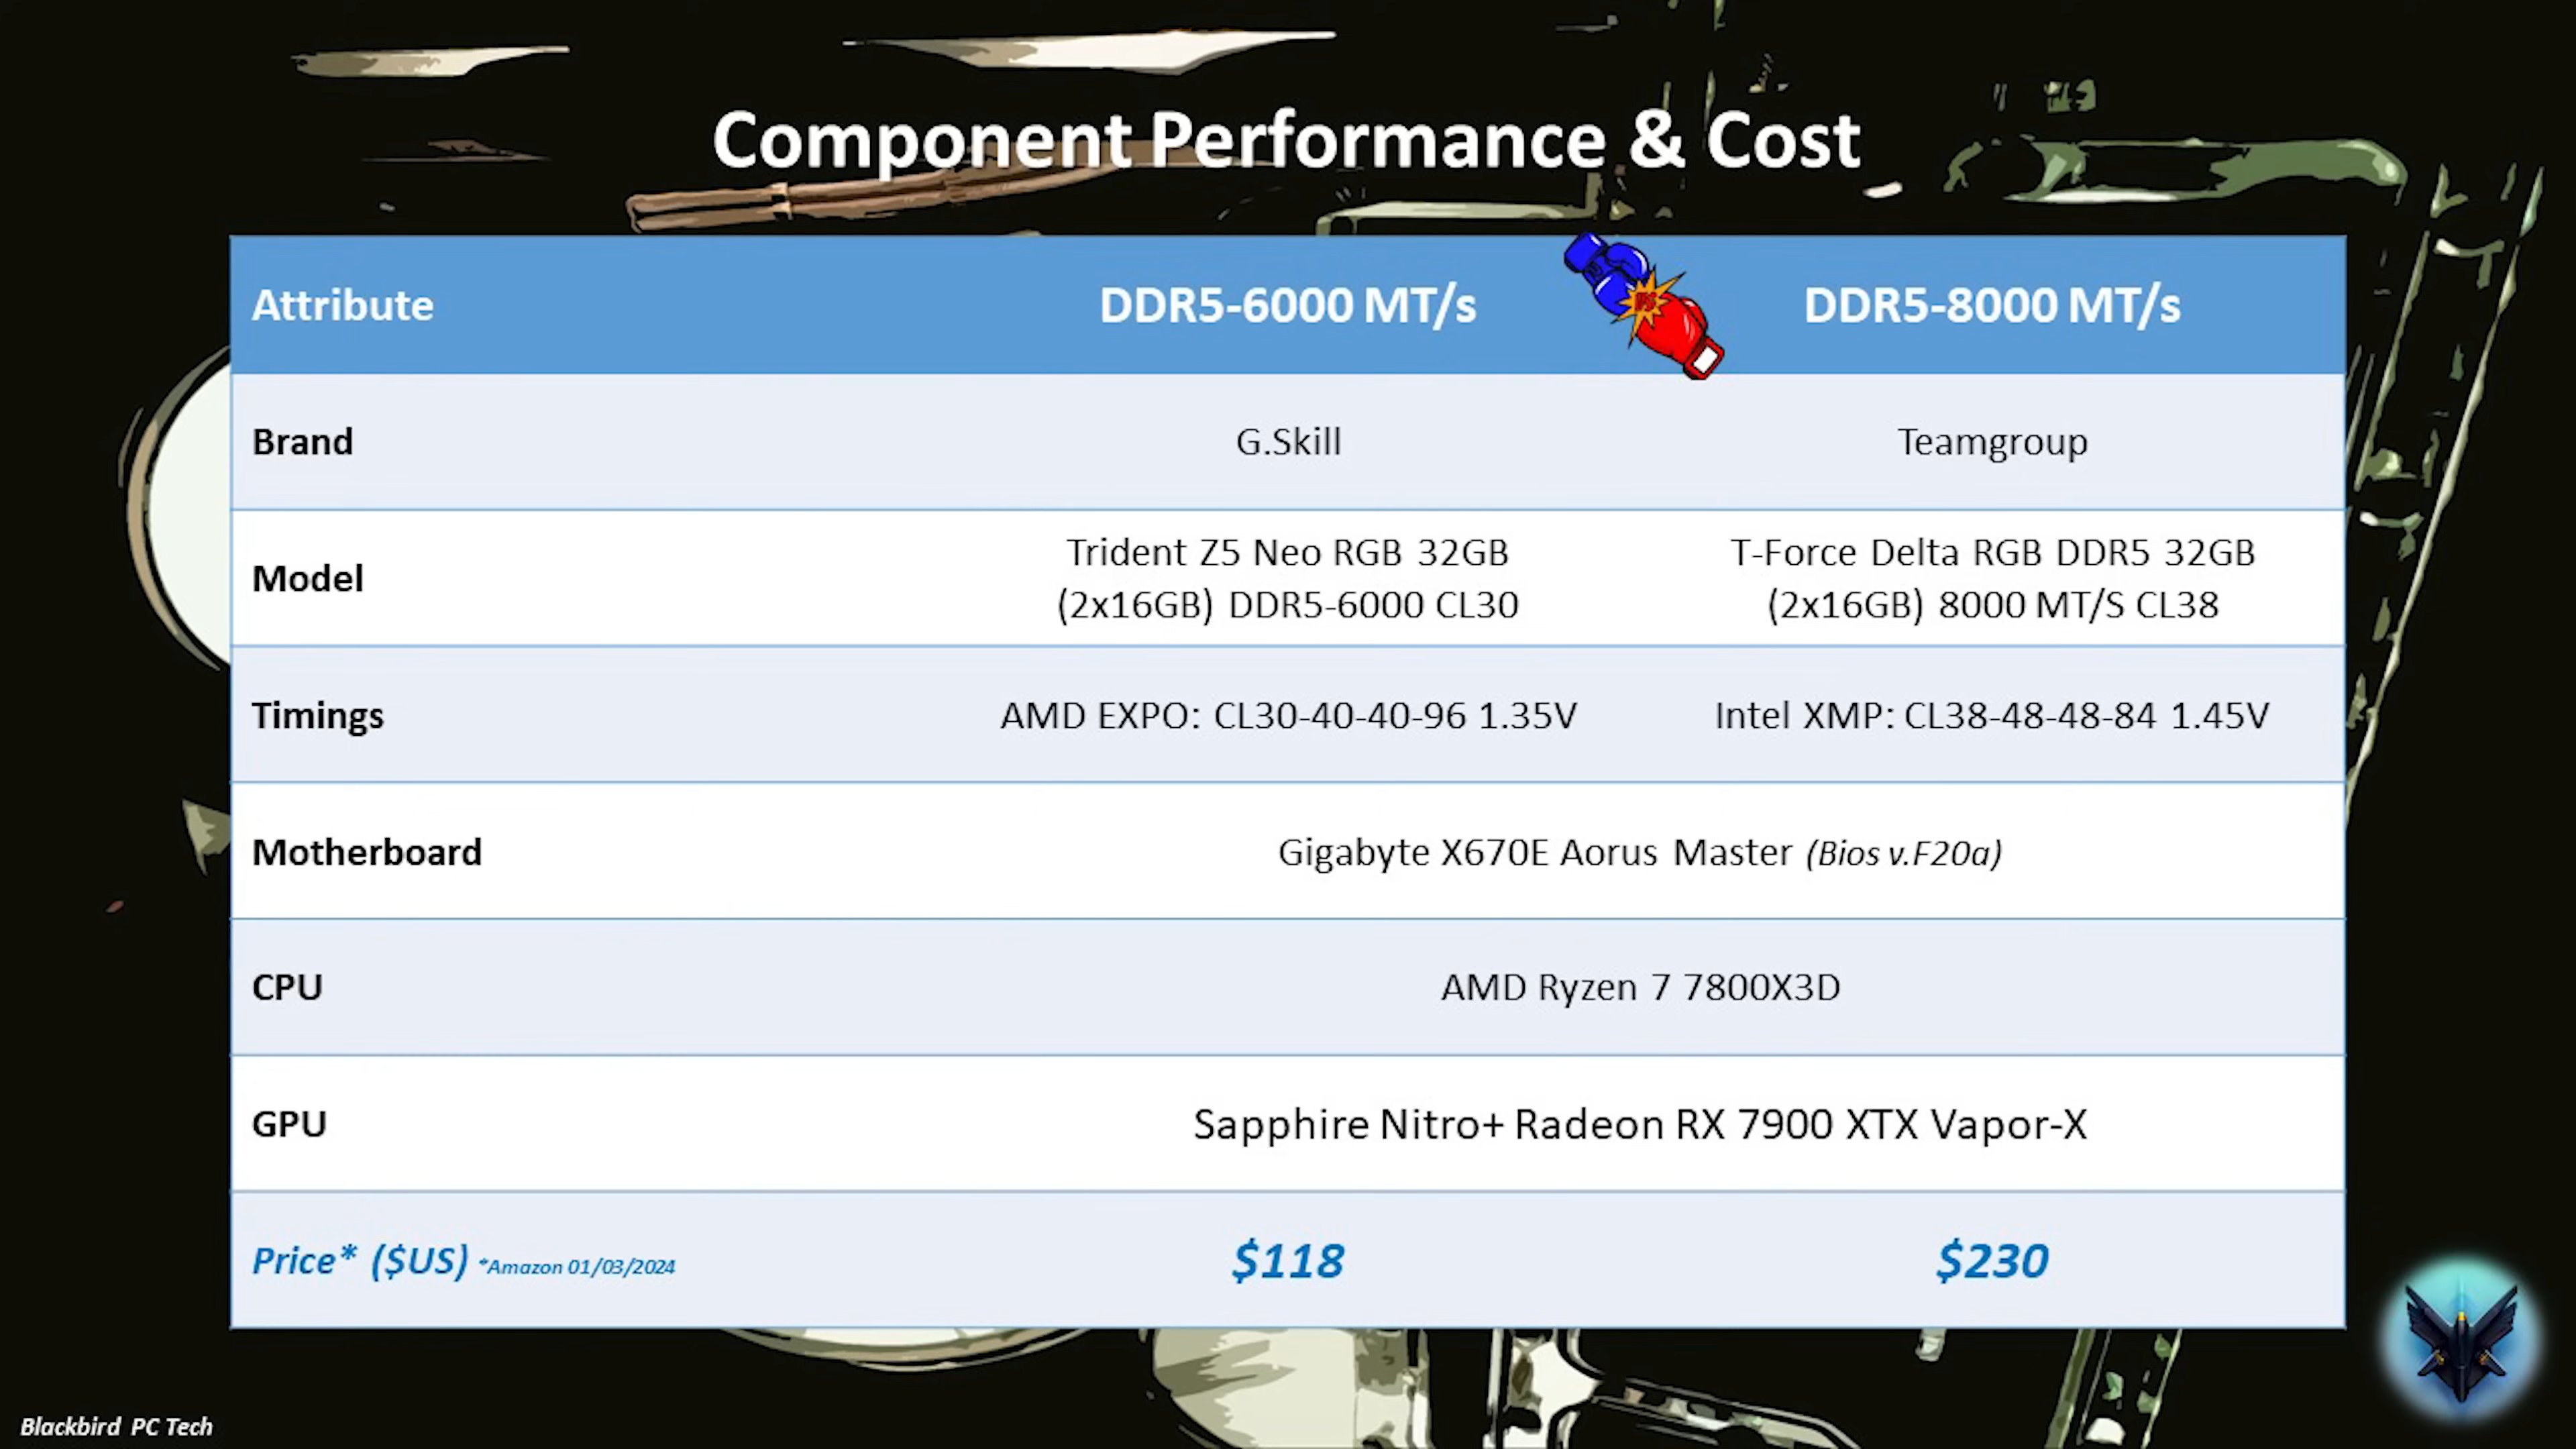 Component Performance & Cost
Attribute
DDR5-6000 MT/s
DDR5-8000 MT/s
Brand
G.Skill
Teamgroup
Model
Trident Z5 Neo RGB 32GB
(2x16GB) DDR5-6000 CL30
T-Force Delta RGB DDR5 32GB
(2x16GB) 8000 MT/S CL38
Timings
AMD EXPO: CL30-40-40-96 1.35V
Intel XMP: CL38-48-48-84 1.45V
Motherboard
Gigabyte X670E Aorus Master (Bios v.F20a)
CPU
AMD Ryzen 7 7800X3D
GPU
Sapphire Nitro+ Radeon RX 7900 XTX Vapor-X
Price* ($US) *Amazon 01/03/2024
$118
$230
Blackbird PC Tech